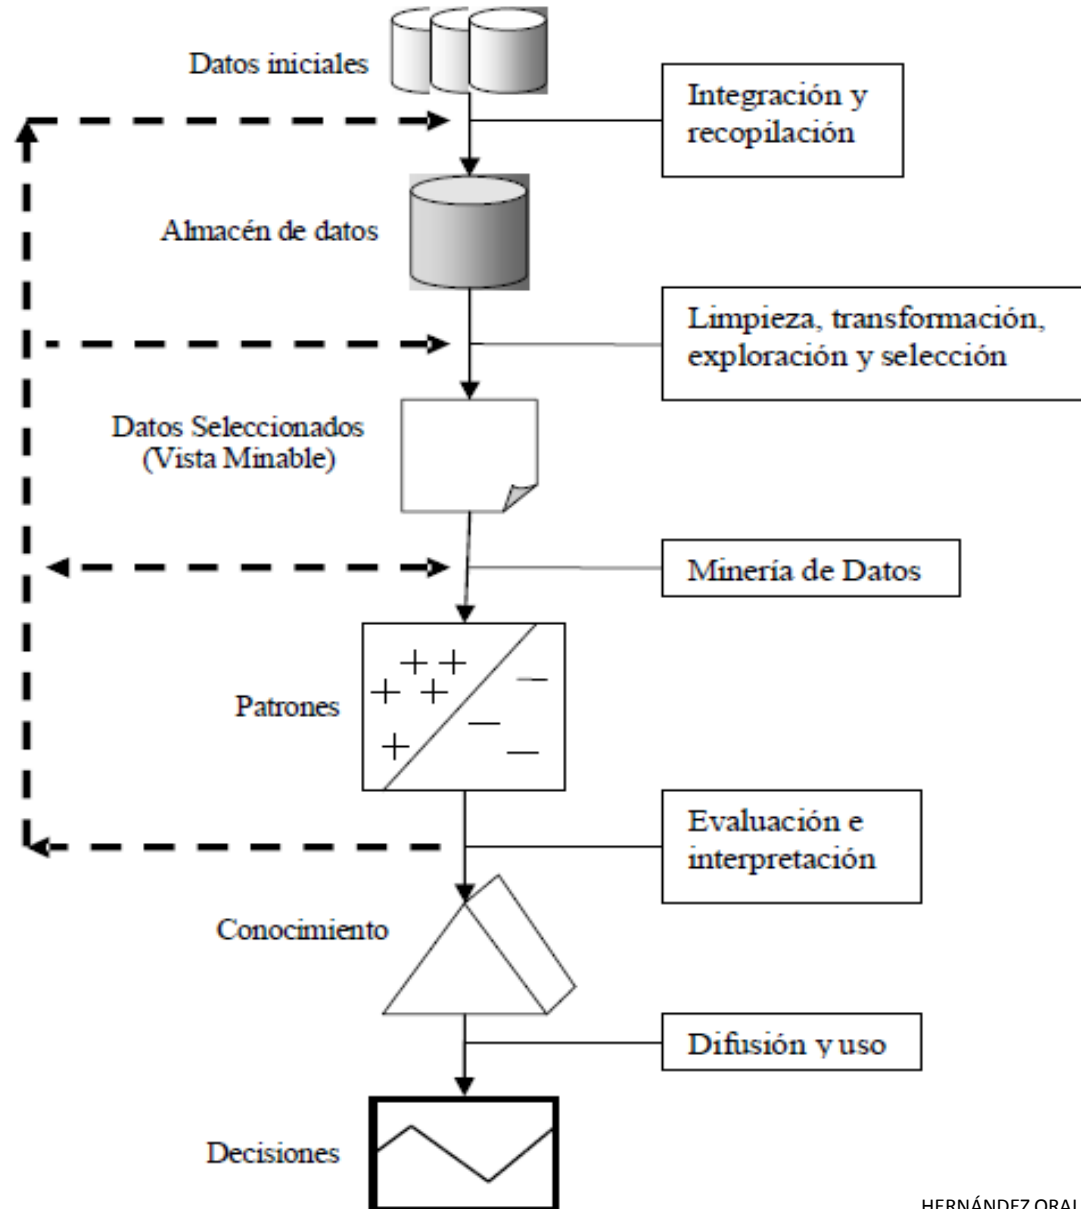 Datos iniciales
Integración y
recopilación
Almacén de datos
Limpieza, transformación,
exploración y selección
Datos Seleccionados
(Vista Minable)
Minería de Datos
Patrones
Evaluación e
interpretación
Conocimiento
Difusión y uso
Decisiones
HERNÁNDEZ